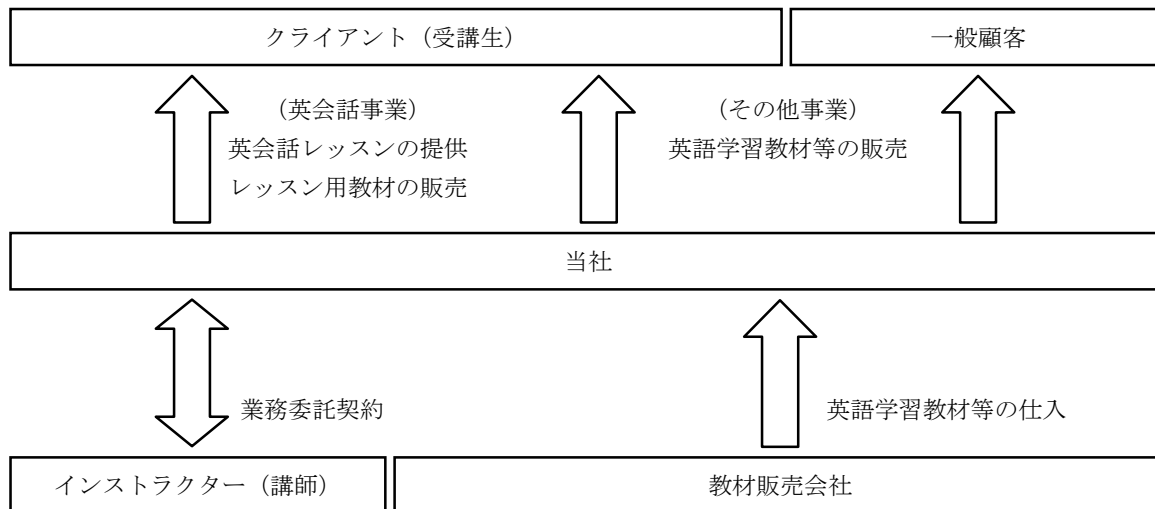 クライアント（受講生）
一般顧客
（英会話事業）
英会話レッスンの提供
レッスン用教材の販売
（その他事業）
英語学習教材等の販売
当社
業務委託契約
英語学習教材等の仕入
インストラクター（講師）
教材販売会社